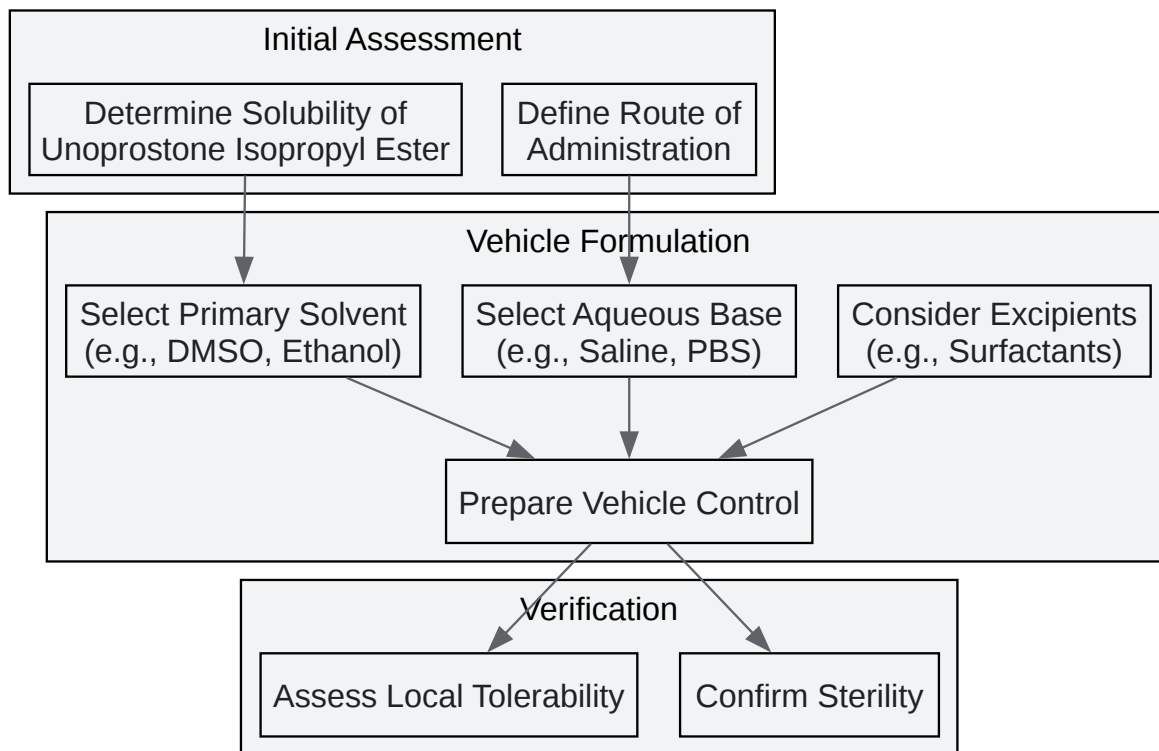 Initial Assessment
Determine Solubility of
Unoprostone Isopropyl Ester
Define Route of
Administration
Vehicle Formulation
Select Primary Solvent
(e.g., DMSO, Ethanol)
Select Aqueous Base
(e.g., Saline, PBS)
Consider Excipients
(e.g., Surfactants)
Prepare Vehicle Control
Verification
Assess Local Tolerability
Confirm Sterility